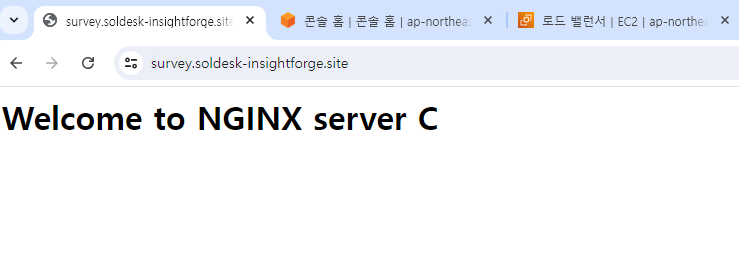 survey.soldesk-insightforge.site
콘솔 홈 | 콘솔 홈 | ap-northeas
로드 밸런서 | EC2 | ap-northe
survey.soldesk-insightforge.site
Welcome to NGINX server C